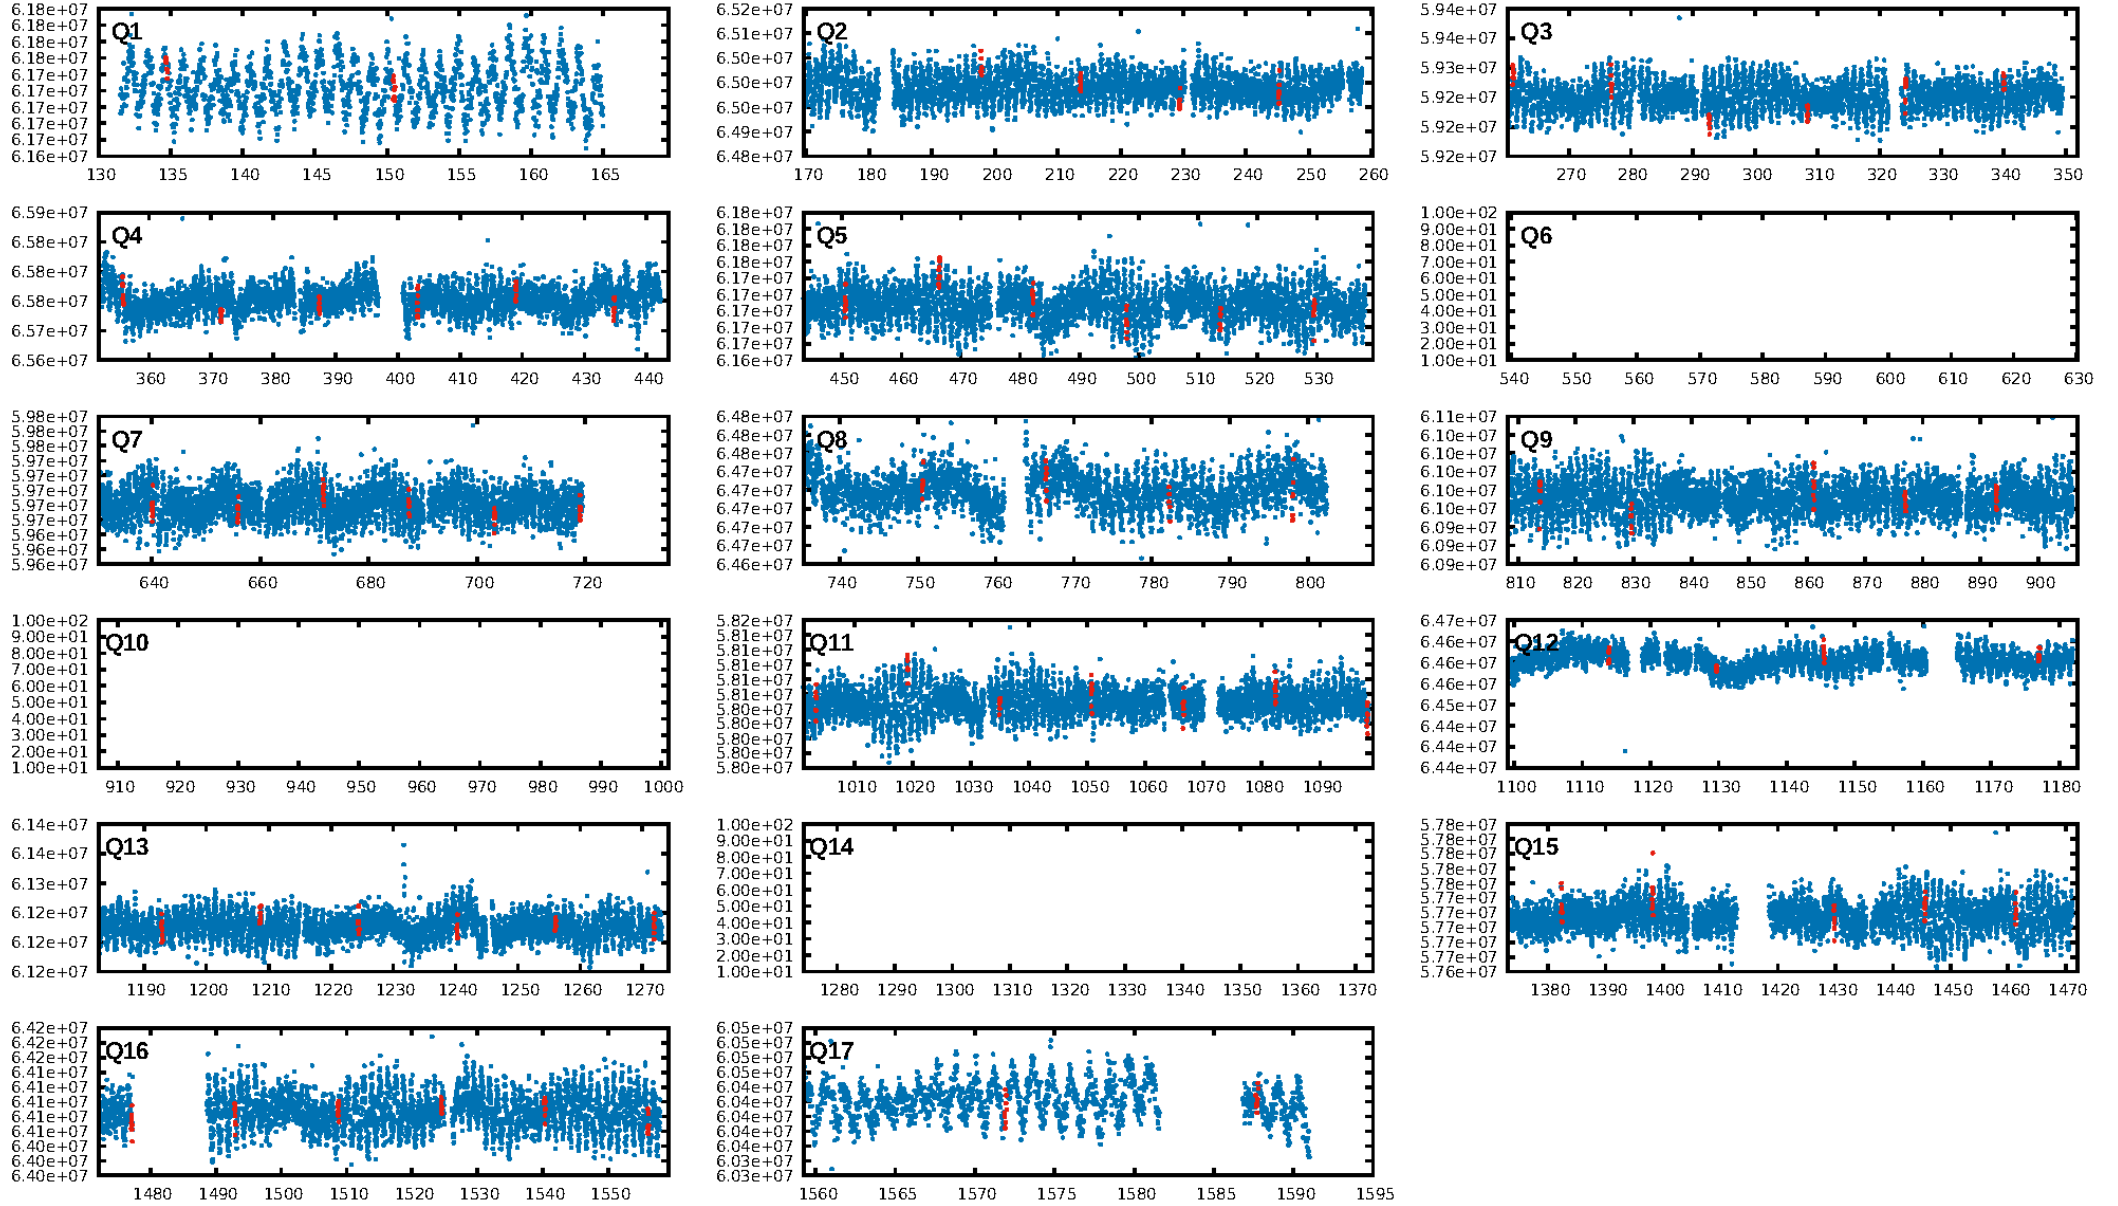 Q1
6.18e+07
6.18e+07
6.18e+07
6.18e+07
6.17e+07
6.17e+07
6.17e+07
6.17e+07
6.17e+07
6.16e+07
130 135 140 145 150 155 160 165
Q2
6.52e+07
6.51e+07
6.50e+07
6.50e+07
6.50e+07
6.49e+07
6.48e+07
170 180 190 200 210 220 230 240 250 260
Q3
5.94e+07
5.94e+07
5.93e+07
5.92e+07
5.92e+07
5.92e+07
270 280 290 300 310 320 330 340 350
Q4
6.59e+07
6.58e+07
6.58e+07
6.58e+07
6.57e+07
6.56e+07
360 370 380 390 400 410 420 430 440
Q5
6.18e+07
6.18e+07
6.18e+07
6.17e+07
6.17e+07
6.17e+07
6.17e+07
6.17e+07
6.17e+07
6.16e+07
450 460 470 480 490 500 510 520 530
Q6
1.00e+02
9.00e+01
8.00e+01
7.00e+01
6.00e+01
5.00e+01
4.00e+01
3.00e+01
2.00e+01
1.00e+01
540 550 560 570 580 590 600 610 620 630
Q7
5.98e+07
5.98e+07
5.98e+07
5.97e+07
5.97e+07
5.97e+07
5.97e+07
5.97e+07
5.96e+07
5.96e+07
5.96e+07
640 660 680 700 720
Q8
6.48e+07
6.48e+07
6.48e+07
6.47e+07
6.47e+07
6.47e+07
6.47e+07
6.47e+07
6.46e+07
740 750 760 770 780 790 800
Q9
6.11e+07
6.10e+07
6.10e+07
6.10e+07
6.10e+07
6.10e+07
6.09e+07
6.09e+07
6.09e+07
810 820 830 840 850 860 870 880 890 900
Q10
1.00e+02
9.00e+01
8.00e+01
7.00e+01
6.00e+01
5.00e+01
4.00e+01
3.00e+01
2.00e+01
1.00e+01
910 920 930 940 950 960 970 980 990 1000
Q11
5.82e+07
5.81e+07
5.81e+07
5.81e+07
5.81e+07
5.81e+07
5.80e+07
5.80e+07
5.80e+07
5.80e+07
5.80e+07
1010 1020 1030 1040 1050 1060 1070 1080 1090
Q12
6.47e+07
6.46e+07
6.46e+07
6.46e+07
6.45e+07
6.44e+07
6.44e+07
6.44e+07
1100 1110 1120 1130 1140 1150 1160 1170 1180
Q13
6.14e+07
6.14e+07
6.13e+07
6.12e+07
6.12e+07
6.12e+07
1190 1200 1210 1220 1230 1240 1250 1260 1270
Q14
1.00e+02
9.00e+01
8.00e+01
7.00e+01
6.00e+01
5.00e+01
4.00e+01
3.00e+01
2.00e+01
1.00e+01
1280 1290 1300 1310 1320 1330 1340 1350 1360 1370
Q15
5.78e+07
5.78e+07
5.78e+07
5.78e+07
5.78e+07
5.77e+07
5.77e+07
5.77e+07
5.77e+07
5.77e+07
5.76e+07
1380 1390 1400 1410 1420 1430 1440 1450 1460 1470
Q16
6.42e+07
6.42e+07
6.42e+07
6.41e+07
6.41e+07
6.41e+07
6.41e+07
6.41e+07
6.40e+07
6.40e+07
6.40e+07
1480 1490 1500 1510 1520 1530 1540 1550
Q17
6.05e+07
6.05e+07
6.05e+07
6.05e+07
6.04e+07
6.04e+07
6.04e+07
6.04e+07
6.04e+07
6.03e+07
6.03e+07
1560 1565 1570 1575 1580 1585 1590 1595